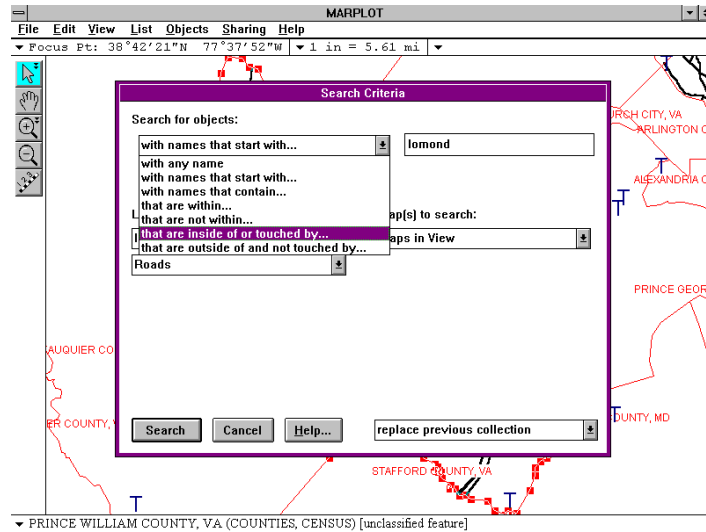 MARPLOT
File Edit View List Objects Sharing Help
Focus Pt: 38°42'21"N 77°37'52"W 1 in = 5.61 mi
Search Criteria
Search for objects:
with names that start with... lomond
with any name
with names that start with...
with names that contain...
that are within...
that are not within...
that are inside of or touched by...
that are outside of and not touched by...
ap(s) to search:
aps in View
Roads
Search Cancel Help... replace previous collection
RCH CITY, VA
ARLINGTON C
ALEXANDRIA C
PRINCE GEOR
AUQUIER CO
ER COUNTY,
OUNTY, MD
STAFFORD COUNTY, VA
PRINCE WILLIAM COUNTY, VA (COUNTIES, CENSUS) [unclassified feature]